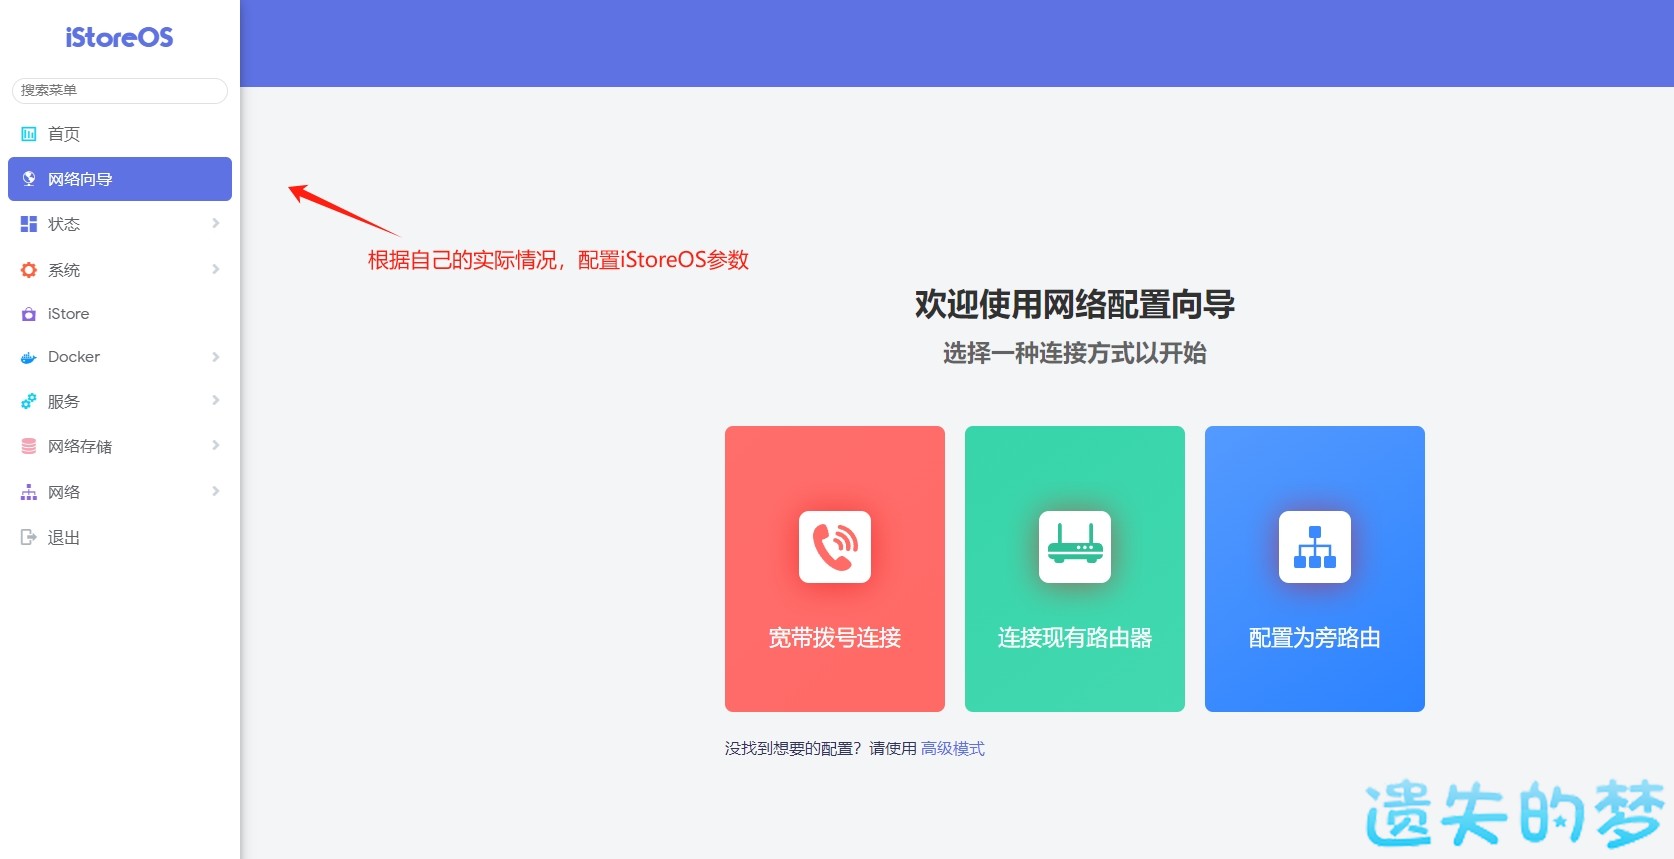 iStoreOS
搜索菜单
首页
网络向导
状态
系统
iStore
Docker
服务
网络存储
网络
退出
根据自己的实际情况，配置iStoreOS参数
欢迎使用网络配置向导
选择一种连接方式以开始
宽带拨号连接
连接现有路由器
配置为旁路由
没找到想要的配置？请使用 高级模式
遗失的梦